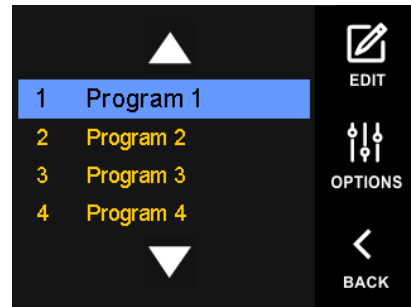 1 Program 1
2 Program 2
3 Program 3
4 Program 4
EDIT
OPTIONS
BACK